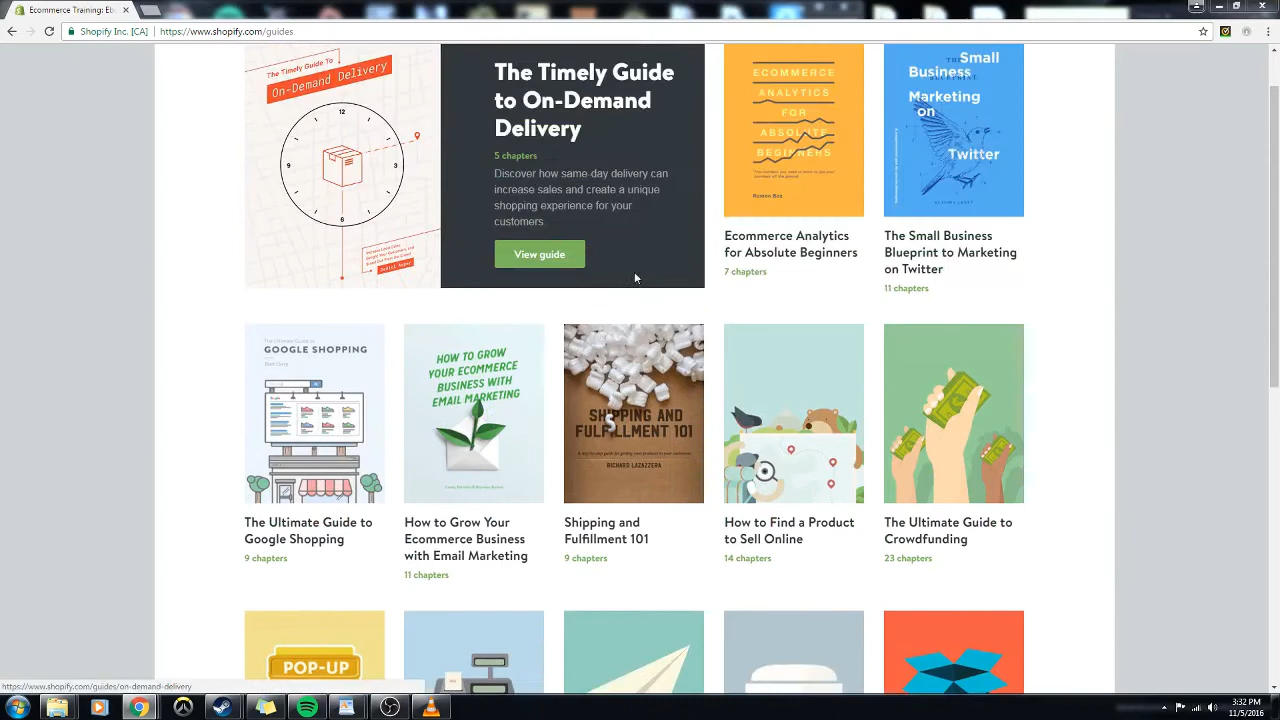 Ecommerce Training: Eb
Shopify Inc. [CA]
https://www.shopify.com/guides
The Timely Guide To
On-Demand Delivery
12
3
6
The Timely Guide
to On-Demand
Delivery
5 chapters
Discover how same-day delivery can
increase sales and create a unique
shopping experience for your
customers
View guide
ECOMMERCE
ANALYTICS
FOR
ABSOLUTE
BEGINNERS
Small
Business
BLUEPRINT
Marketing
on
Twitter
Ecommerce Analytics
for Absolute Beginners
7 chapters
The Small Business
Blueprint to Marketing
on Twitter
11 chapters
The Ultimate Guide to
GOOGLE SHOPPING
HOW TO GROW
YOUR ECOMMERCE
BUSINESS WITH
EMAIL MARKETING
SHIPPING AND
FULFILLMENT 101
RICHARD LAZAZZERA
The Ultimate Guide to
Google Shopping
9 chapters
How to Grow Your
Ecommerce Business
with Email Marketing
11 chapters
Shipping and
Fulfillment 101
9 chapters
How to Find a Product
to Sell Online
14 chapters
The Ultimate Guide to
Crowdfunding
23 chapters
POP-UP
https://www.shopify.com/guides/on-demand-delivery
3:32 PM
11/5/2016